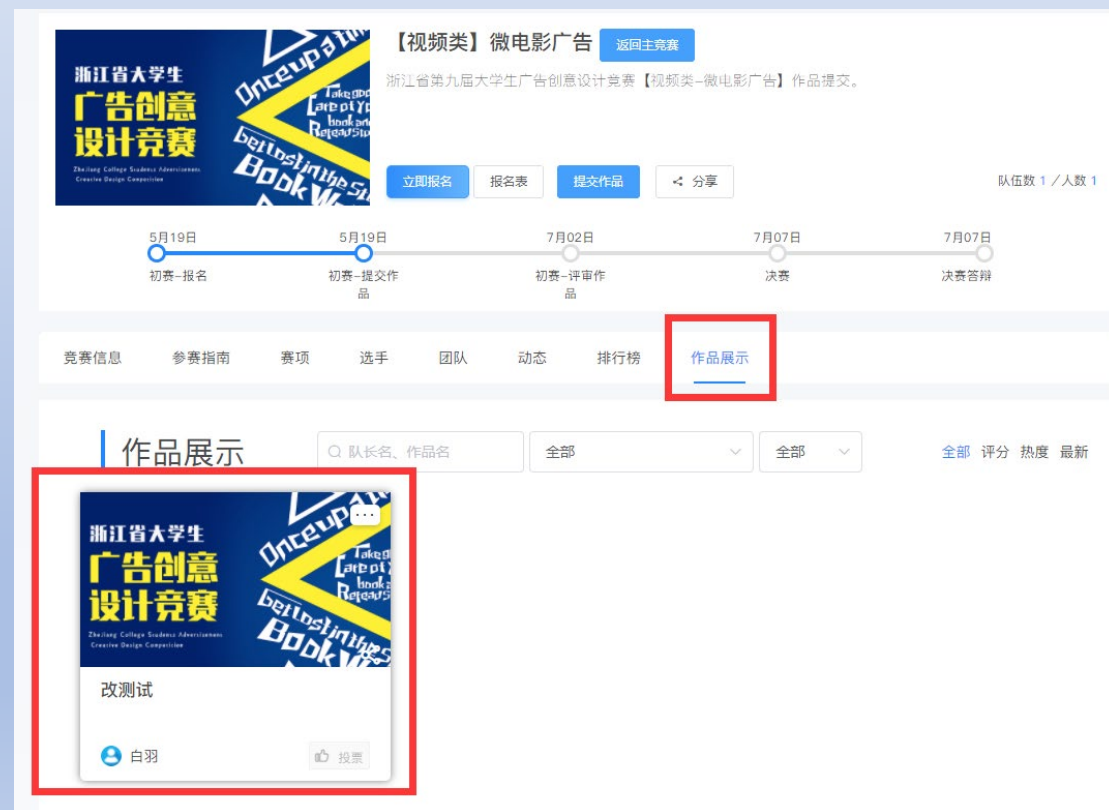 【视频类】微电影广告 返回主竞赛
浙江省第九届大学生广告创意设计竞赛【视频类-微电影广告】作品提交。
浙江省大学生
广告创意
设计竞赛
Zhejiang College Students Advertisement
Creative Design Competition
Once upon
Book
立即报名 报名表 提交作品 分享 队伍数 1 / 人数 1
5月19日 5月19日 7月02日 7月07日 7月07日
初赛-报名 初赛-提交作品 初赛-评审作品 决赛 决赛答辩
竞赛信息 参赛指南 赛项 选手 团队 动态 排行榜 作品展示
作品展示 队长名、作品名 全部 全部 全部 评分 热度 最新
浙江省大学生
广告创意
设计竞赛
Zhejiang College Students Advertisement
Creative Design Competition
改测试
白羽 投票